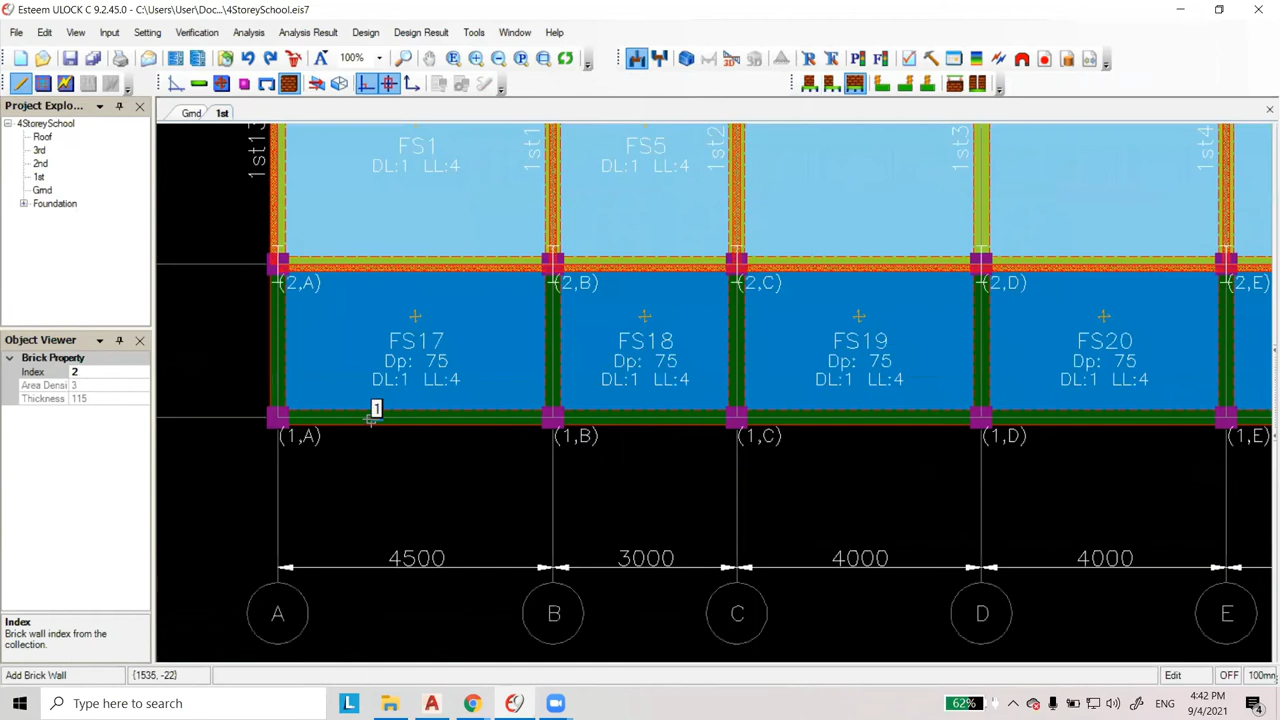 Esteem ULOCK C 9.2.45.0 - [C:\Users\User\Doc...\4StoreySchool.eis7
File Edit View Input Setting Verification Analysis Analysis Result Design Design Result Tools Window Help
100%
Project Explo...
4StoreySchool
Roof
3rd
2nd
1st
Grnd
Foundation
Grnd 1st
1st13 FS1 1st1 FS5 1st2 1st3 1st4
DL:1 LL:4 DL:1 LL:4
(2,A) (2,B) (2,C) (2,D) (2,E)
FS17 FS18 FS19 FS20
Dp: 75 Dp: 75 Dp: 75 Dp: 75
DL:1 LL:4 DL:1 LL:4 DL:1 LL:4 DL:1 LL:4
1
(1,A) (1,B) (1,C) (1,D) (1,E)
4500 3000 4000 4000
A B C D E
Object Viewer
Brick Property
Index 2
Area Densi 3
Thickness 115
Index
Brick wall index from the
collection.
Add Brick Wall {1535, -22} Edit OFF 100mm
Type here to search
62%
4:42 PM
9/4/2021
4